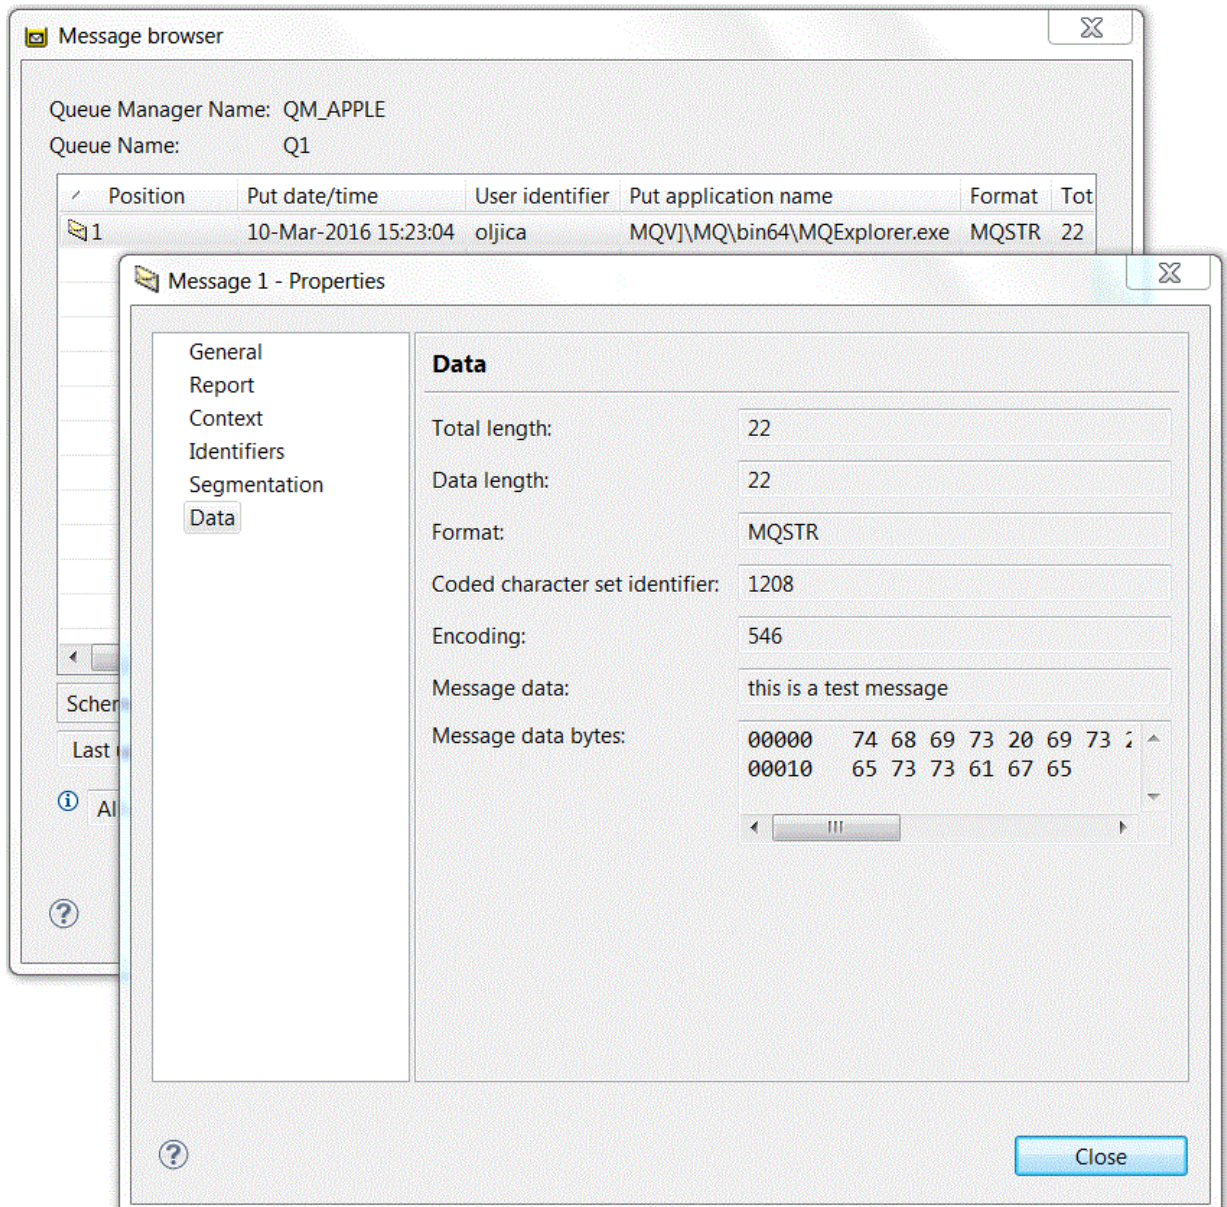 Message browser
Queue Manager Name: QM_APPLE
Queue Name: Q1
Position Put date/time User identifier Put application name Format Tot
1 10-Mar-2016 15:23:04 oljica MQV]\MQ\bin64\MQExplorer.exe MQSTR 22
Scher
Last
Al
Message 1 - Properties
General
Report
Context
Identifiers
Segmentation
Data
Data
Total length: 22
Data length: 22
Format: MQSTR
Coded character set identifier: 1208
Encoding: 546
Message data: this is a test message
Message data bytes: 00000 74 68 69 73 20 69 73 2
00010 65 73 73 61 67 65
Close